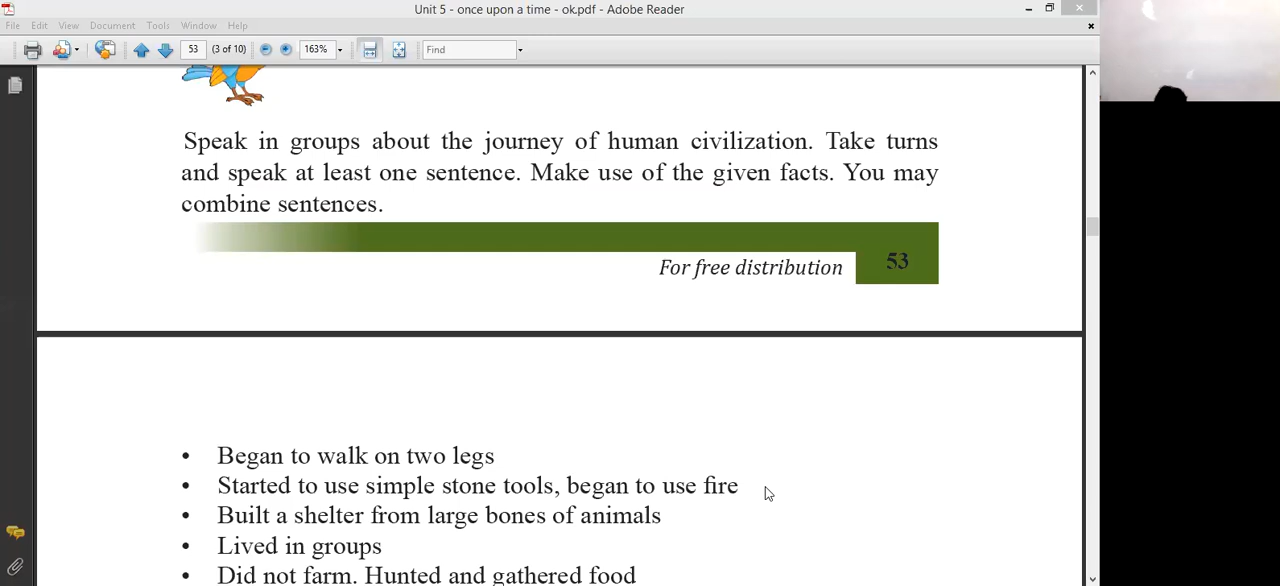 Unit 5 - once upon a time - ok.pdf - Adobe Reader
File Edit View Document Tools Window Help
53 (3 of 10) 163% Find
Speak in groups about the journey of human civilization. Take turns
and speak at least one sentence. Make use of the given facts. You may
combine sentences.
For free distribution 53
• Began to walk on two legs
• Started to use simple stone tools, began to use fire
• Built a shelter from large bones of animals
• Lived in groups
• Did not farm. Hunted and gathered food